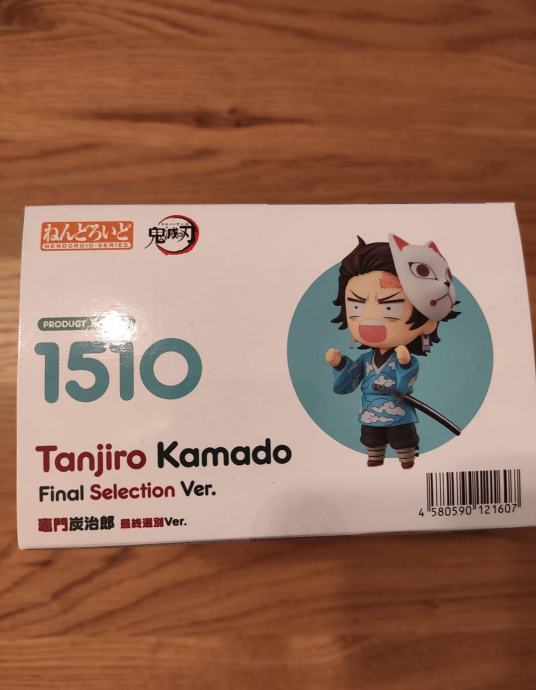 ねんどろいど
NENDOROID-SERIES
鬼滅の刃
PRODUCT
1510
Tanjiro Kamado
Final Selection Ver.
竈門炭治郎 最終選別Ver.
4 580590 121607